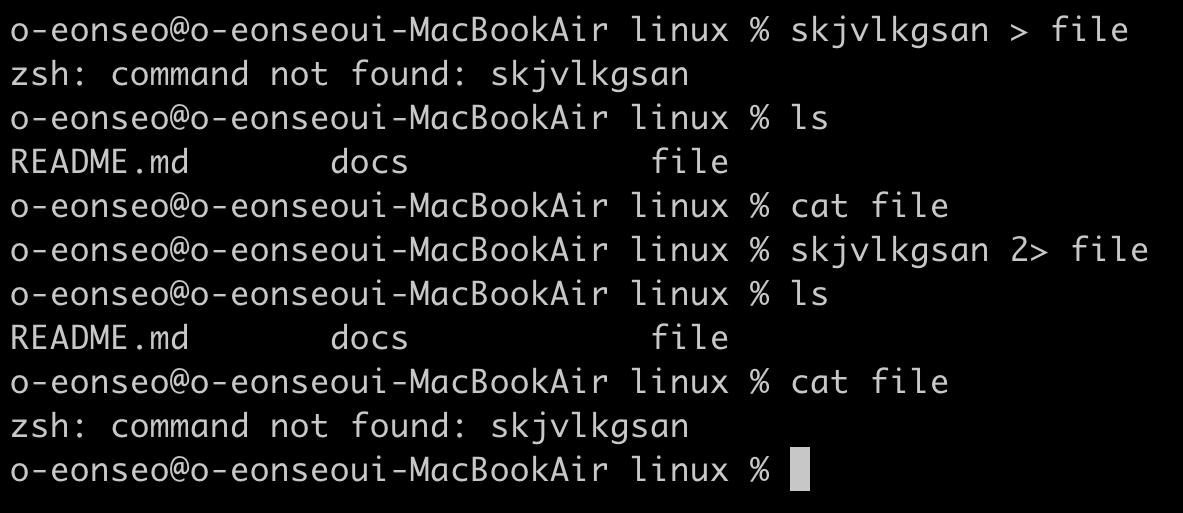 o-eonseo@o-eonseoui-MacBookAir linux % skjvlkgsan > file
zsh: command not found: skjvlkgsan
o-eonseo@o-eonseoui-MacBookAir linux % ls
README.md       docs            file
o-eonseo@o-eonseoui-MacBookAir linux % cat file
o-eonseo@o-eonseoui-MacBookAir linux % skjvlkgsan 2> file
o-eonseo@o-eonseoui-MacBookAir linux % ls
README.md       docs            file
o-eonseo@o-eonseoui-MacBookAir linux % cat file
zsh: command not found: skjvlkgsan
o-eonseo@o-eonseoui-MacBookAir linux %